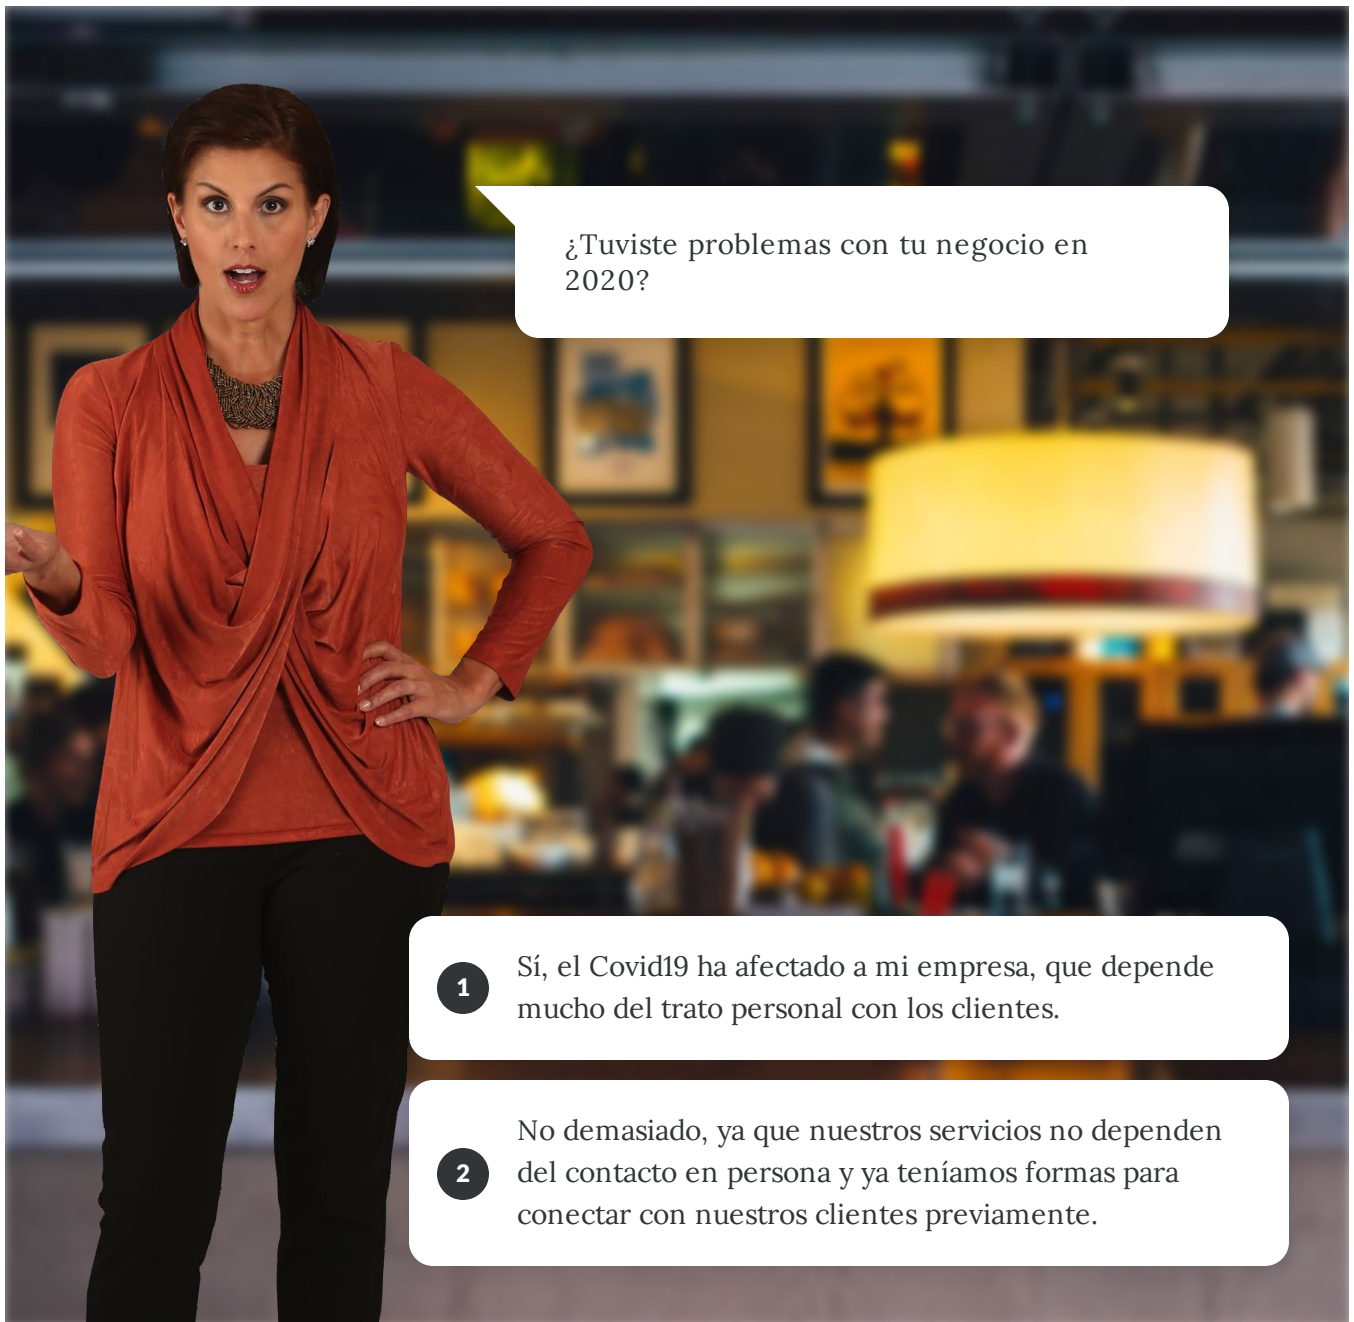 ¿Tuviste problemas con tu negocio en
2020?
1
Sí, el Covid19 ha afectado a mi empresa, que depende
mucho del trato personal con los clientes.
2
No demasiado, ya que nuestros servicios no dependen
del contacto en persona y ya teníamos formas para
conectar con nuestros clientes previamente.